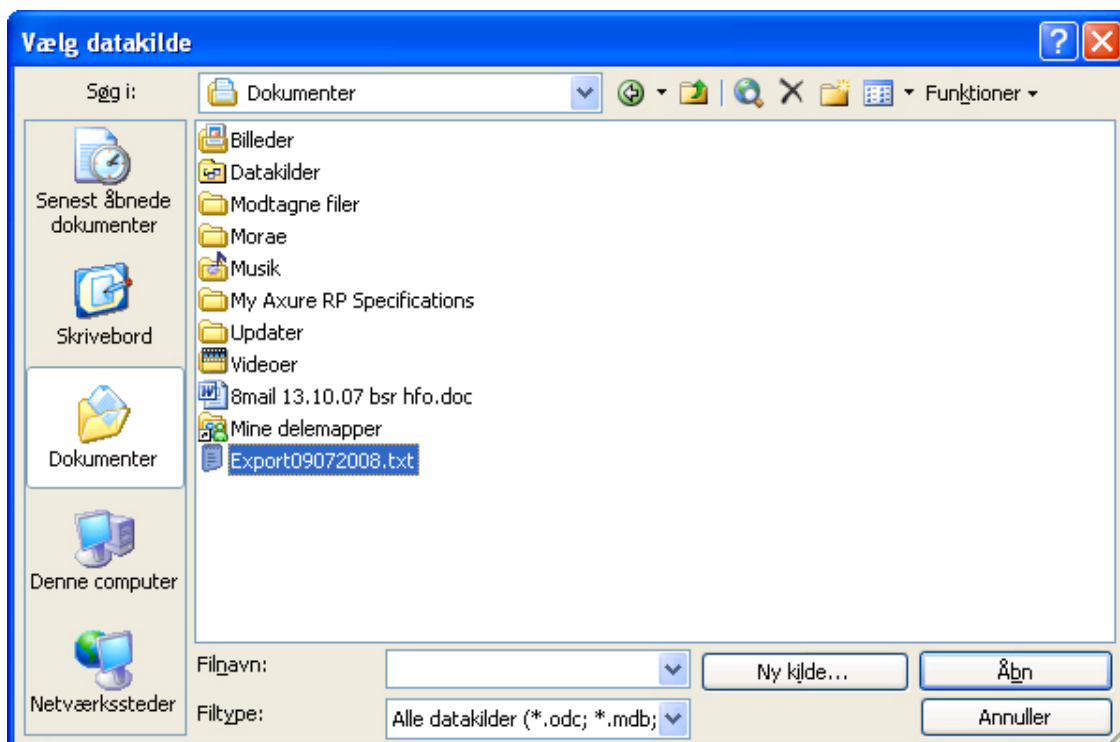 Vælg datakilde
Søg i:
Dokumenter
Funktioner
Senest åbnede
dokumenter
Skrivebord
Dokumenter
Denne computer
Netværkssteder
Billeder
Datakilder
Modtagne filer
Morae
Musik
My Axure RP Specifications
Updater
Videoer
8mail 13.10.07 bsr hfo.doc
Mine delemapper
Export09072008.txt
Filnavn:
Ny kilde...
Åbn
Filtype:
Alle datakilder (*.odc; *.mdb;
Annuller